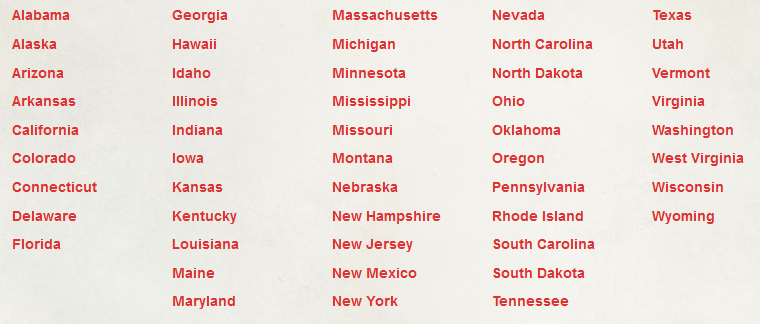 Alabama
Alaska
Arizona
Arkansas
California
Colorado
Connecticut
Delaware
Florida
Georgia
Hawaii
Idaho
Illinois
Indiana
Iowa
Kansas
Kentucky
Louisiana
Maine
Maryland
Massachusetts
Michigan
Minnesota
Mississippi
Missouri
Montana
Nebraska
New Hampshire
New Jersey
New Mexico
New York
Nevada
North Carolina
North Dakota
Ohio
Oklahoma
Oregon
Pennsylvania
Rhode Island
South Carolina
South Dakota
Tennessee
Texas
Utah
Vermont
Virginia
Washington
West Virginia
Wisconsin
Wyoming